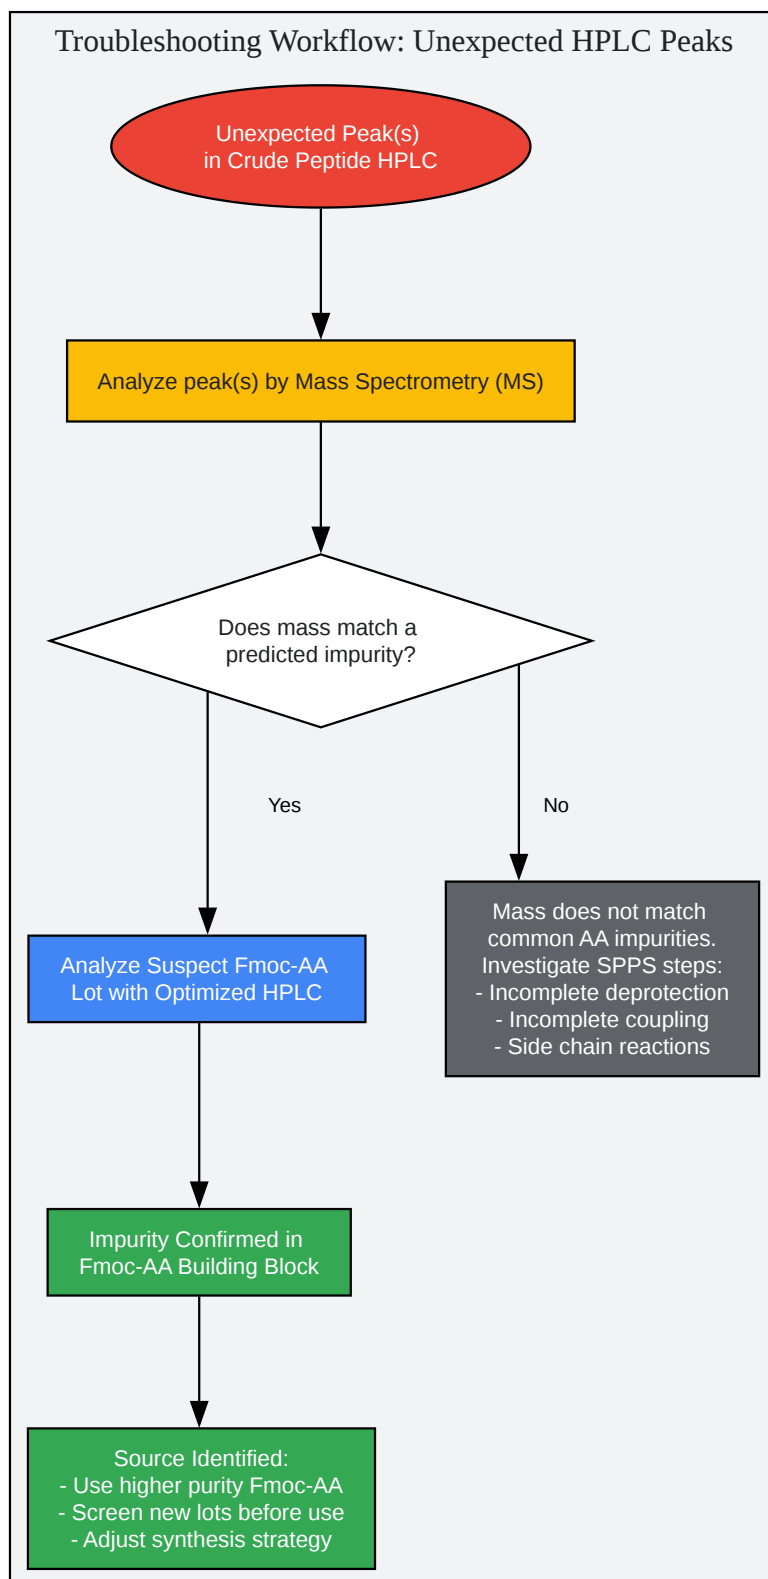 Troubleshooting Workflow: Unexpected HPLC Peaks
Unexpected Peak(s)
in Crude Peptide HPLC
Analyze peak(s) by Mass Spectrometry (MS)
Does mass match a
predicted impurity?
Yes
No
Mass does not match
common AA impurities.
Investigate SPPS steps:
- Incomplete deprotection
- Incomplete coupling
- Side chain reactions
Analyze Suspect Fmoc-AA
Lot with Optimized HPLC
Impurity Confirmed in
Fmoc-AA Building Block
Source Identified:
- Use higher purity Fmoc-AA
- Screen new lots before use
- Adjust synthesis strategy